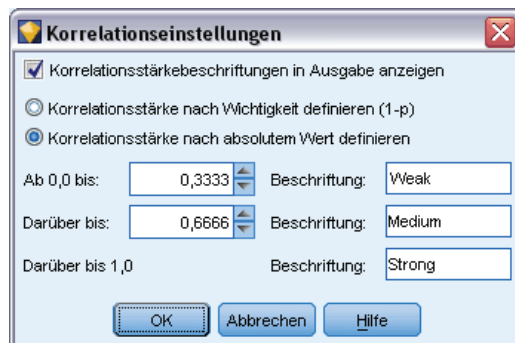 Korrelationseinstellungen
Korrelationsstärkebeschriftungen in Ausgabe anzeigen
Korrelationsstärke nach Wichtigkeit definieren (1-p)
Korrelationsstärke nach absolutem Wert definieren
Ab 0,0 bis: 0,3333 Beschriftung: Weak
Darüber bis: 0,6666 Beschriftung: Medium
Darüber bis 1,0 Beschriftung: Strong
OK Abbrechen Hilfe